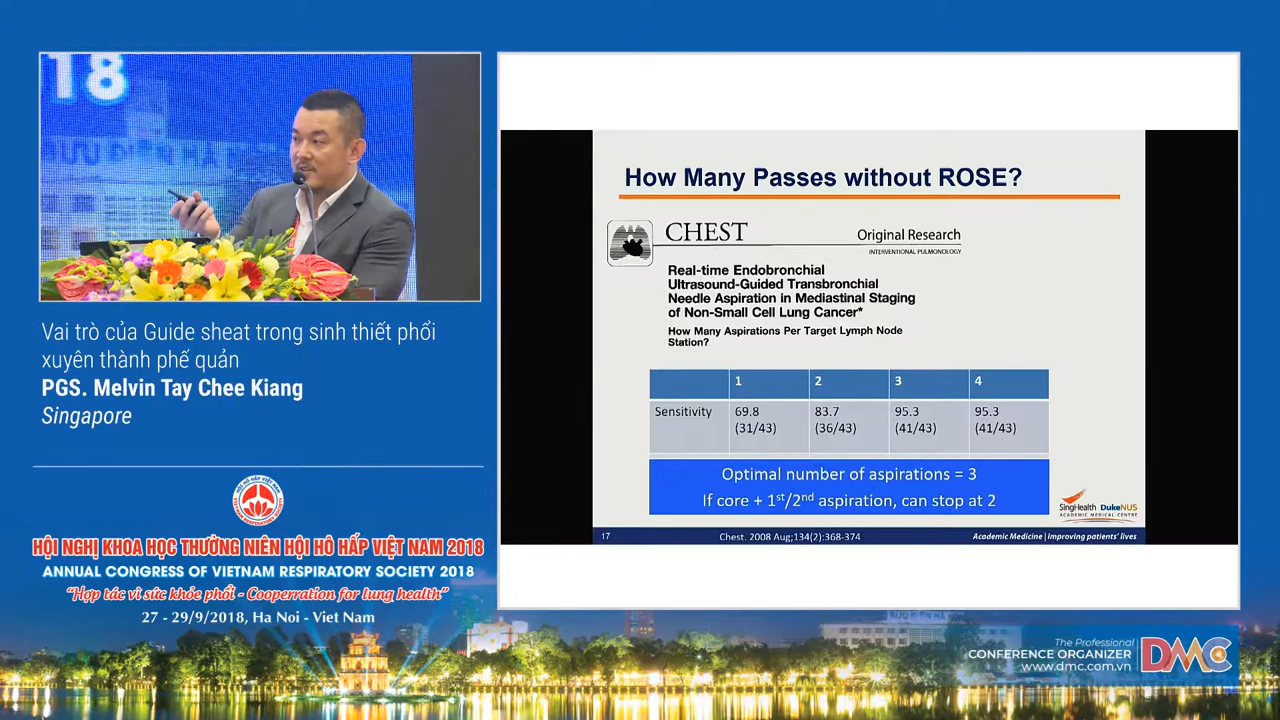 18
Vai trò của Guide sheat trong sinh thiết phổi
xuyên thành phế quản
PGS. Melvin Tay Chee Kiang
Singapore
HỘI NGHỊ KHOA HỌC THƯỜNG NIÊN HỘI HÔ HẤP VIỆT NAM 2018
ANNUAL CONGRESS OF VIETNAM RESPIRATORY SOCIETY 2018
“Hợp tác vì sức khỏe phổi - Cooperration for lung health”
27 - 29/9/2018, Ha Noi - Viet Nam
How Many Passes without ROSE?
CHEST
Original Research
INTERVENTIONAL PULMONOLOGY
Real-time Endobronchial
Ultrasound-Guided Transbronchial
Needle Aspiration in Mediastinal Staging
of Non-Small Cell Lung Cancer*
How Many Aspirations Per Target Lymph Node
Station?
1 2 3 4
Sensitivity 69.8 83.7 95.3 95.3
(31/43) (36/43) (41/43) (41/43)
Optimal number of aspirations = 3
If core + 1st/2nd aspiration, can stop at 2
SingHealth DukeNUS
ACADEMIC MEDICAL CENTRE
17 Chest. 2008 Aug;134(2):368-374 Academic Medicine | Improving patients' lives
The Professional
CONFERENCE ORGANIZER
www.dmc.com.vn
DMC